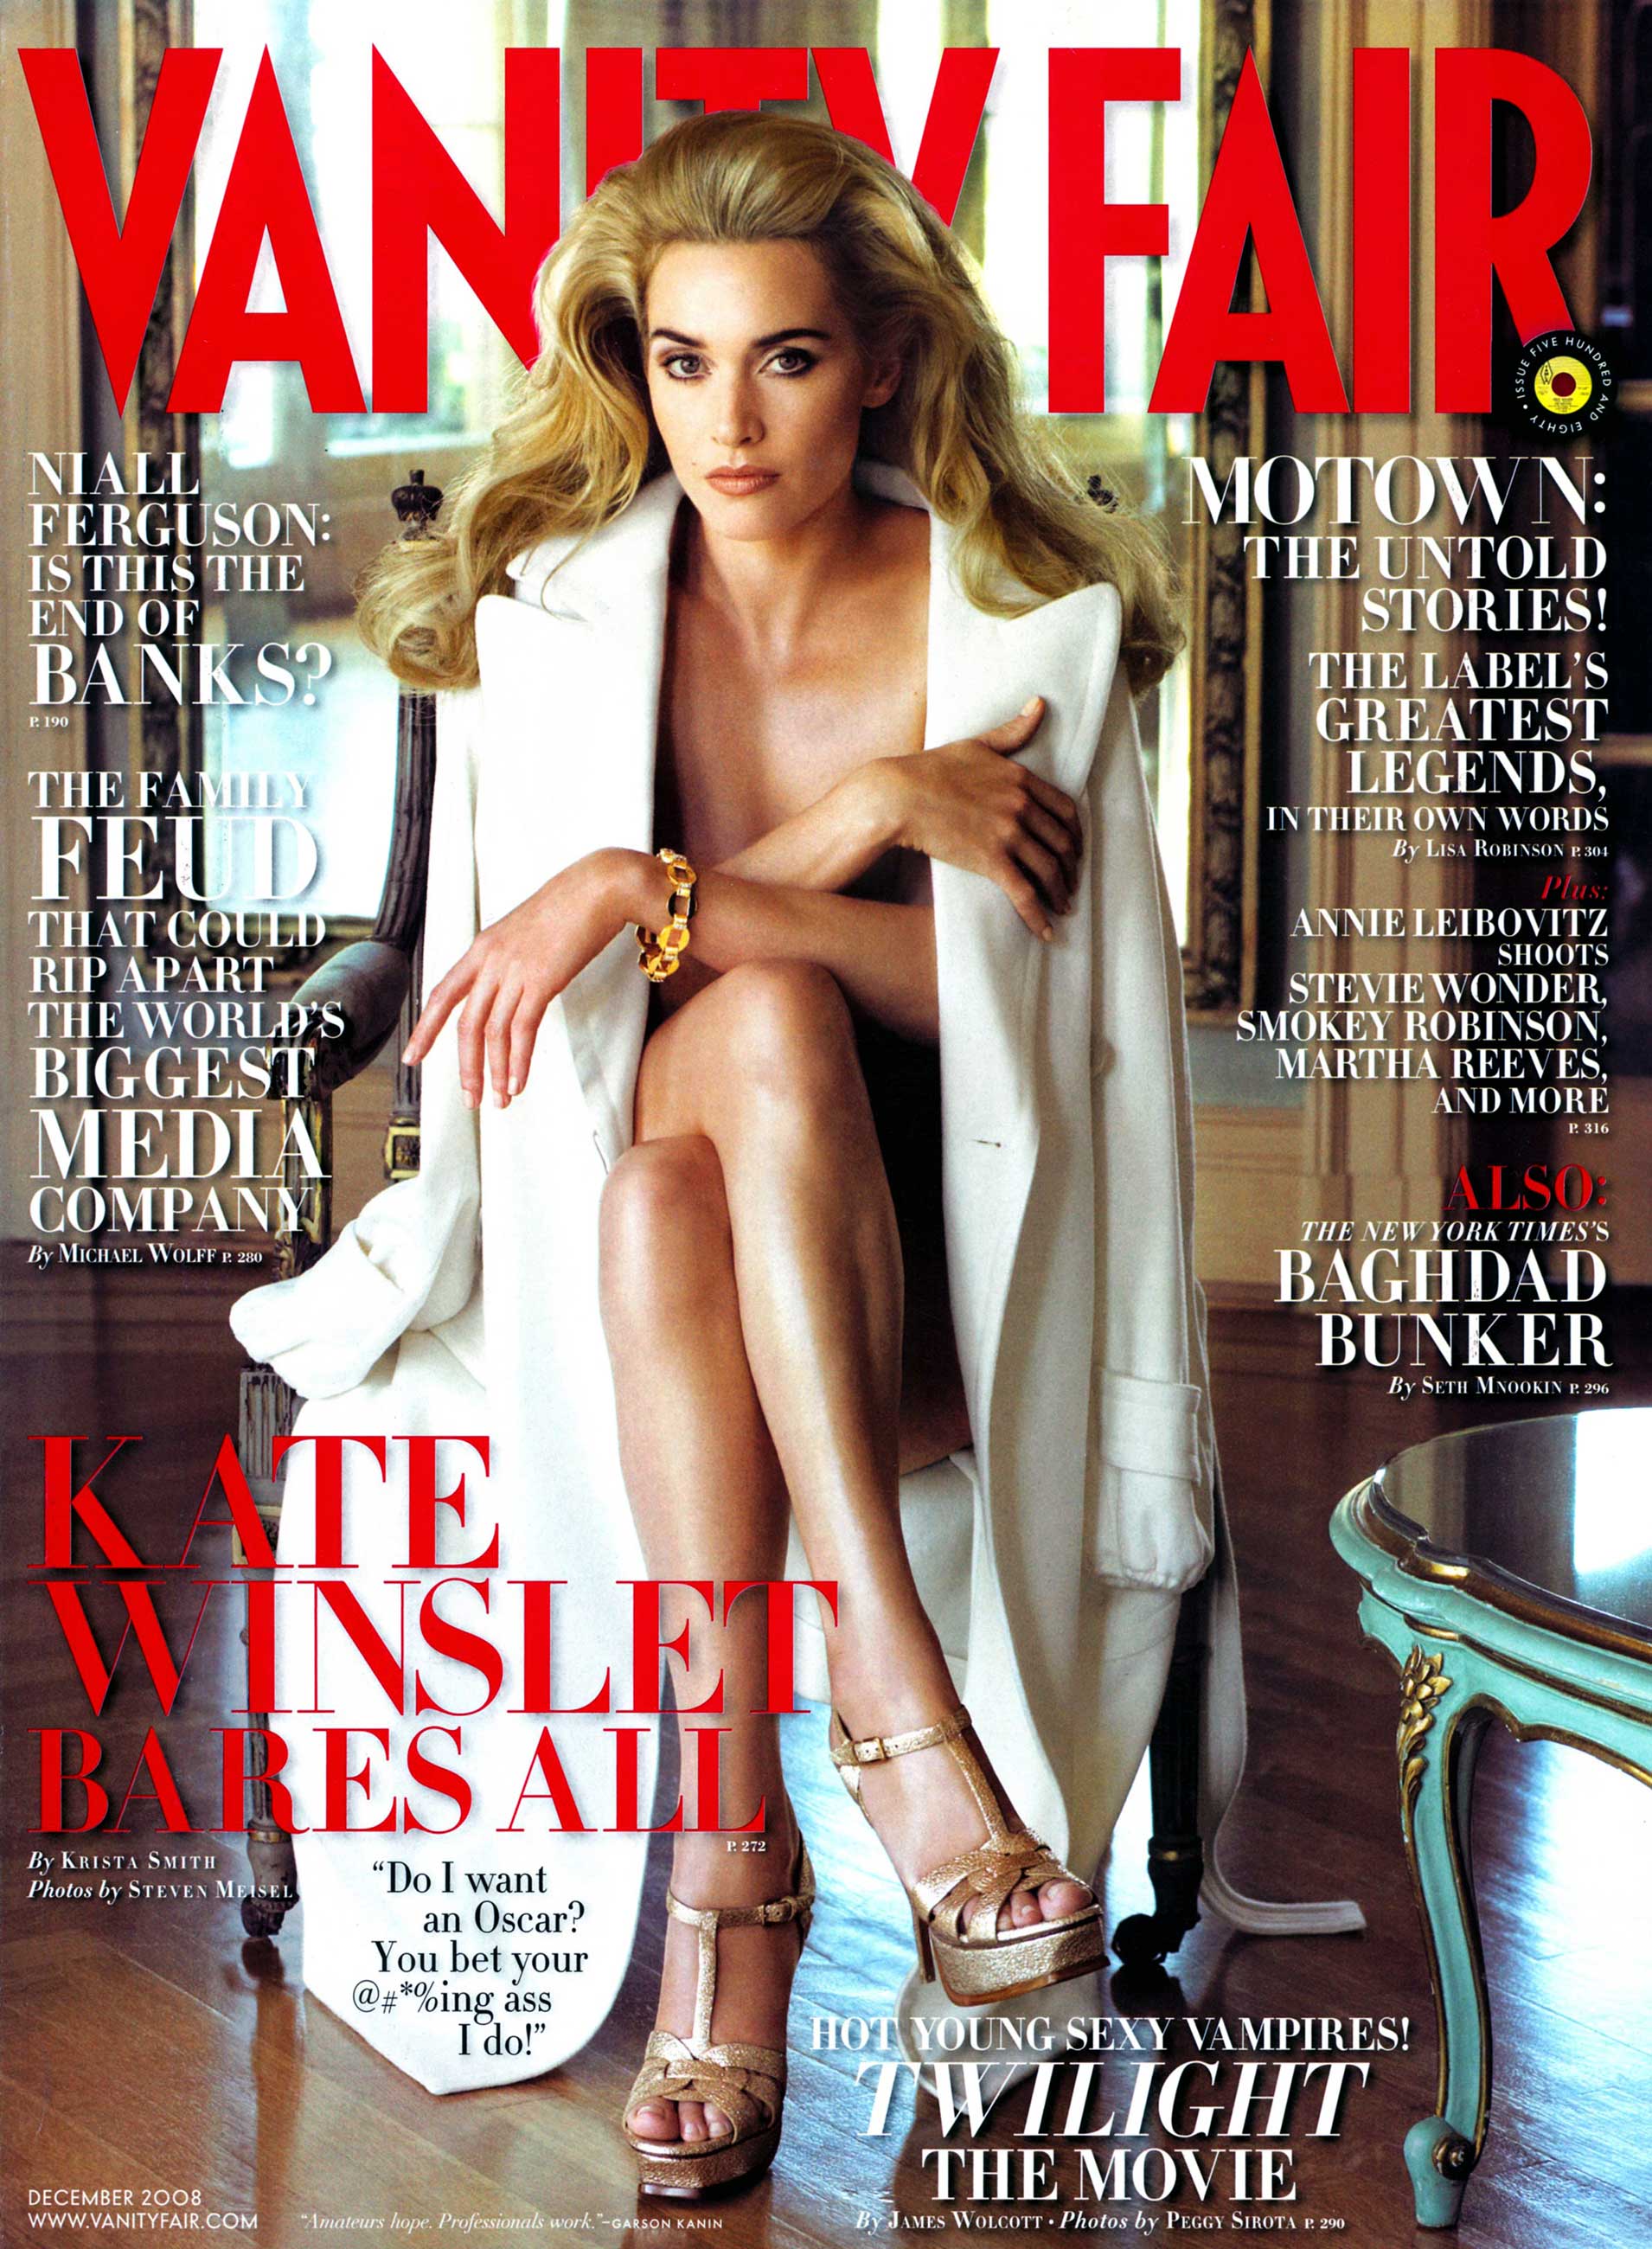 VANITY FAIR
ISSUE FIVE HUNDRED AND EIGHTY •
NIALL
FERGUSON:
IS THIS THE
END OF
BANKS?
P. 190
THE FAMILY
FEUD
THAT COULD
RIP APART
THE WORLD'S
BIGGEST
MEDIA
COMPANY
By MICHAEL WOLFF P. 280
MOTOWN:
THE UNTOLD
STORIES!
THE LABEL'S
GREATEST
LEGENDS,
IN THEIR OWN WORDS
By LISA ROBINSON P. 304
Plus:
ANNIE LEIBOVITZ
SHOOTS
STEVIE WONDER,
SMOKEY ROBINSON,
MARTHA REEVES,
AND MORE
P. 316
ALSO:
THE NEW YORK TIMES'S
BAGHDAD
BUNKER
By SETH MNOOKIN P. 296
KATE
WINSLET
BARES ALL
P. 272
By KRISTA SMITH
Photos by STEVEN MEISEL
“Do I want
an Oscar?
You bet your
@#*%ing ass
I do!”
HOT YOUNG SEXY VAMPIRES!
TWILIGHT
THE MOVIE
By JAMES WOLCOTT • Photos by PEGGY SIROTA P. 290
DECEMBER 2008
WWW.VANITYFAIR.COM
“Amateurs hope. Professionals work.”–GARSON KANIN